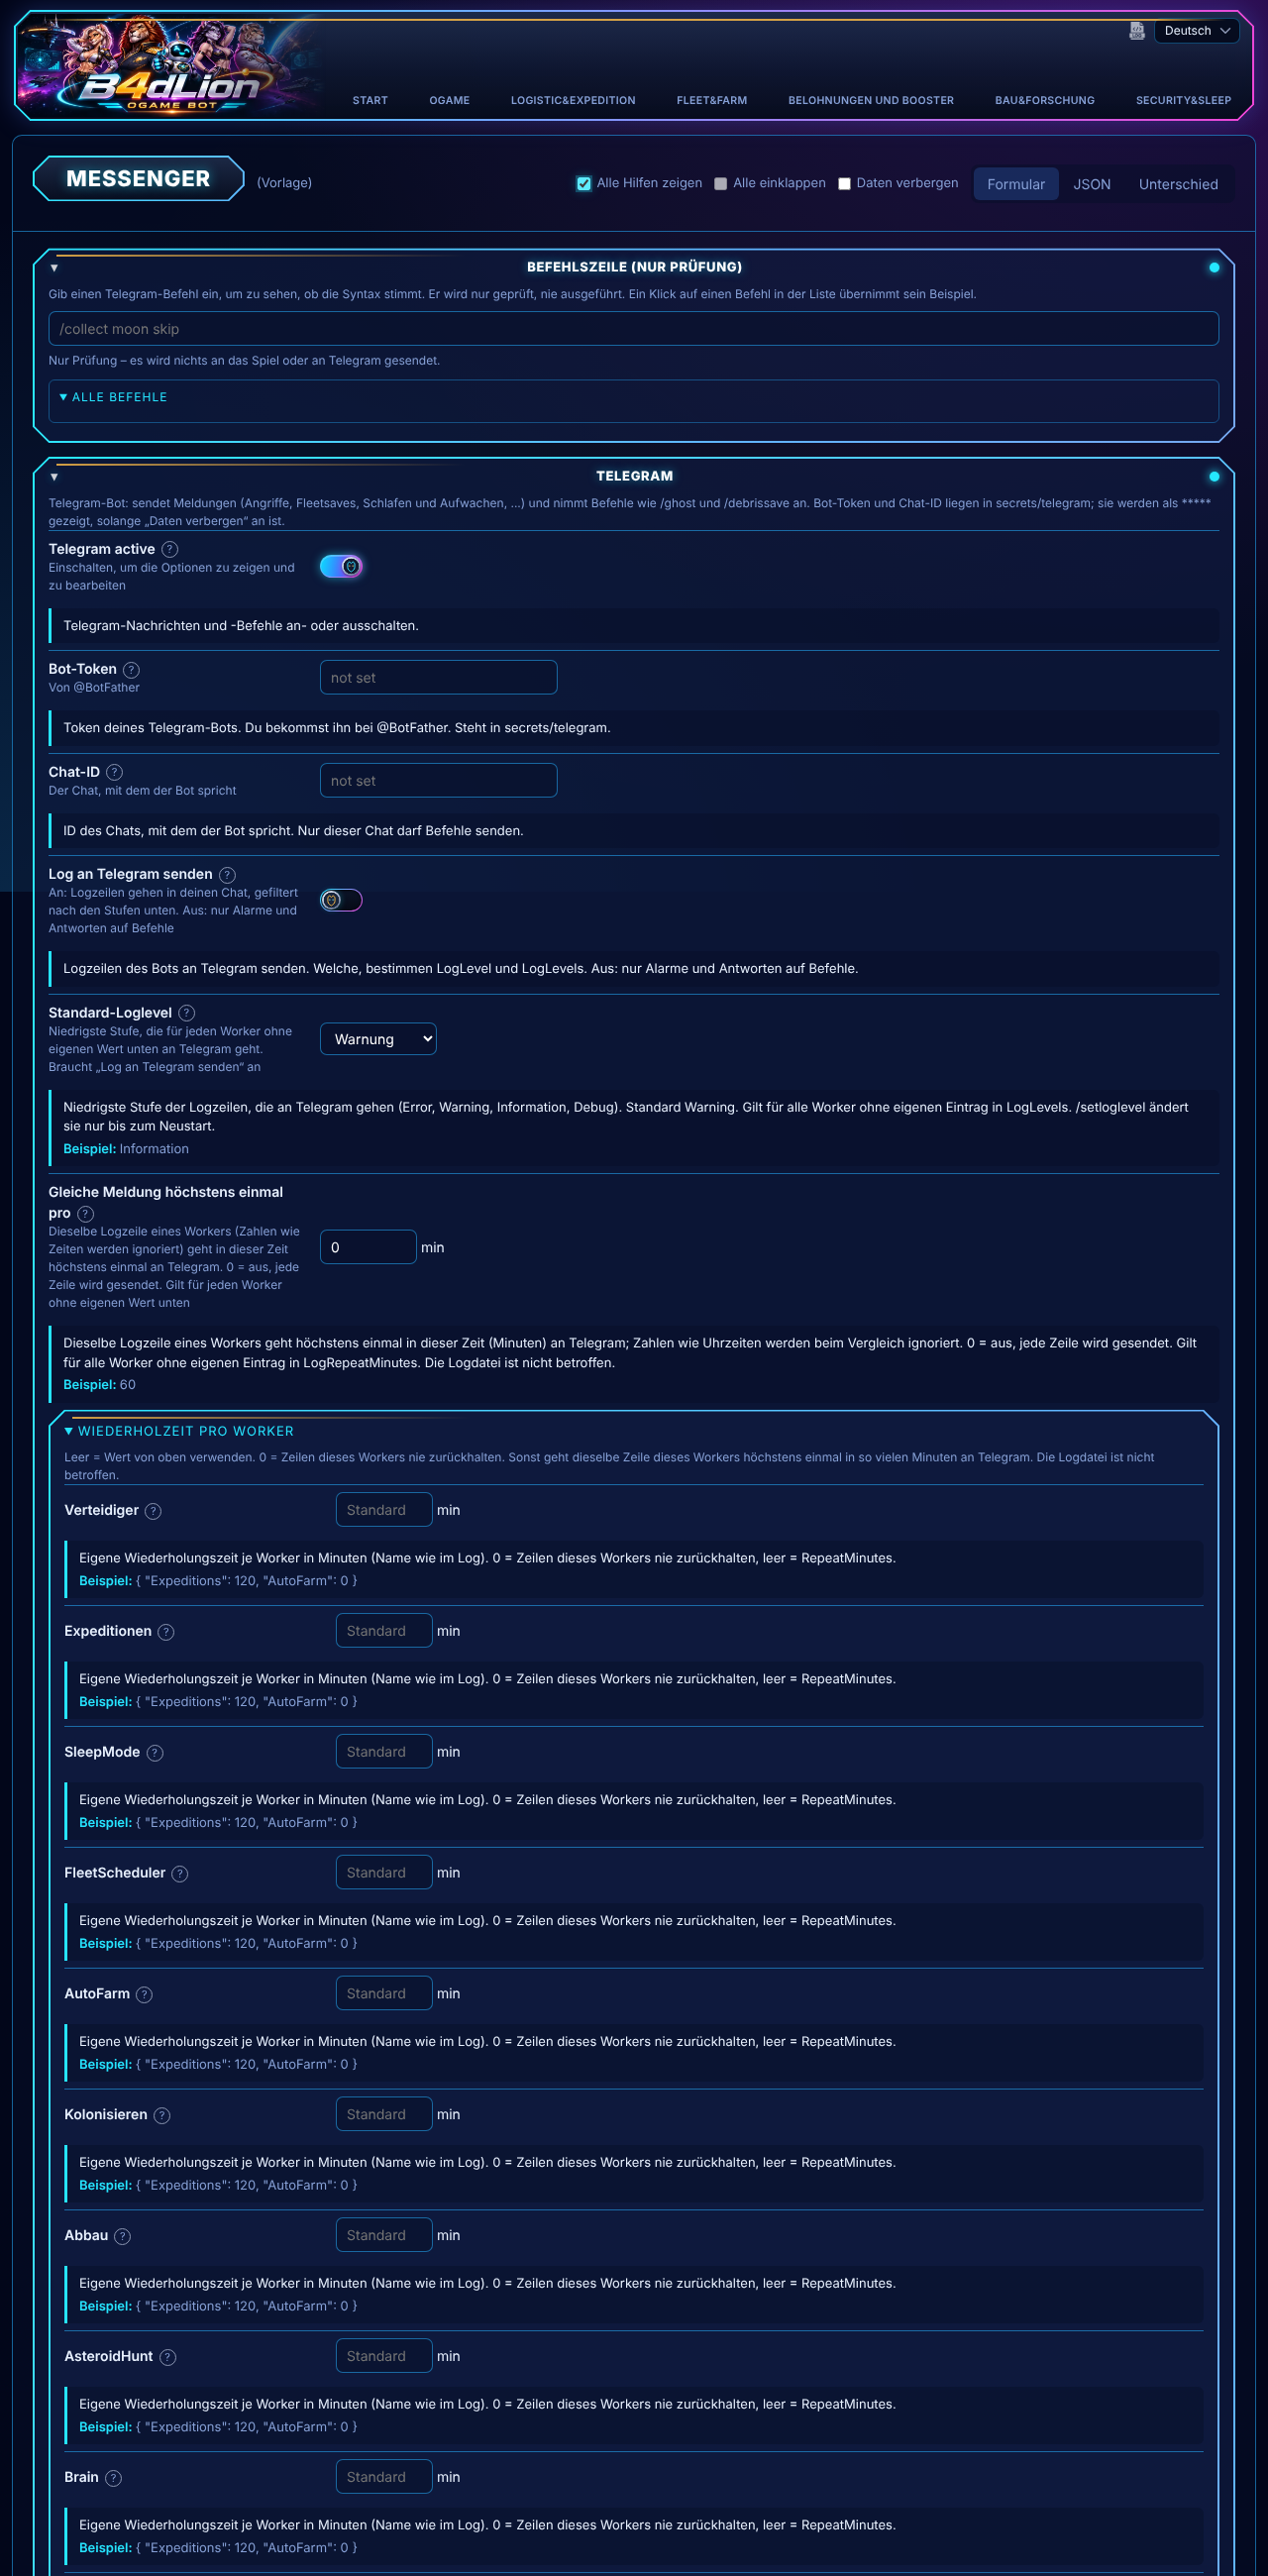 B4dLion
OGAME BOT
Deutsch
START
OGAME
LOGISTIC&EXPEDITION
FLEET&FARM
BELOHNUNGEN UND BOOSTER
BAU&FORSCHUNG
SECURITY&SLEEP
MESSENGER
(Vorlage)
Alle Hilfen zeigen
Alle einklappen
Daten verbergen
Formular
JSON
Unterschied
BEFEHLSZEILE (NUR PRÜFUNG)
Gib einen Telegram-Befehl ein, um zu sehen, ob die Syntax stimmt. Er wird nur geprüft, nie ausgeführt. Ein Klick auf einen Befehl in der Liste übernimmt sein Beispiel.
/collect moon skip
Nur Prüfung – es wird nichts an das Spiel oder an Telegram gesendet.
▼ ALLE BEFEHLE
TELEGRAM
Telegram-Bot: sendet Meldungen (Angriffe, Fleetsaves, Schlafen und Aufwachen, ...) und nimmt Befehle wie /ghost und /debrissave an. Bot-Token und Chat-ID liegen in secrets/telegram; sie werden als *****
gezeigt, solange „Daten verbergen“ an ist.
Telegram active ?
Einschalten, um die Optionen zu zeigen und
zu bearbeiten
Telegram-Nachrichten und -Befehle an- oder ausschalten.
Bot-Token ?
Von @BotFather
not set
Token deines Telegram-Bots. Du bekommst ihn bei @BotFather. Steht in secrets/telegram.
Chat-ID ?
Der Chat, mit dem der Bot spricht
not set
ID des Chats, mit dem der Bot spricht. Nur dieser Chat darf Befehle senden.
Log an Telegram senden ?
An: Logzeilen gehen in deinen Chat, gefiltert
nach den Stufen unten. Aus: nur Alarme und
Antworten auf Befehle
Logzeilen des Bots an Telegram senden. Welche, bestimmen LogLevel und LogLevels. Aus: nur Alarme und Antworten auf Befehle.
Standard-Loglevel ?
Niedrigste Stufe, die für jeden Worker ohne
eigenen Wert unten an Telegram geht.
Braucht „Log an Telegram senden“ an
Warnung
Niedrigste Stufe der Logzeilen, die an Telegram gehen (Error, Warning, Information, Debug). Standard Warning. Gilt für alle Worker ohne eigenen Eintrag in LogLevels. /setloglevel ändert
sie nur bis zum Neustart.
Beispiel: Information
Gleiche Meldung höchstens einmal
pro ?
Dieselbe Logzeile eines Workers (Zahlen wie
Zeiten werden ignoriert) geht in dieser Zeit
höchstens einmal an Telegram. 0 = aus, jede
Zeile wird gesendet. Gilt für jeden Worker
ohne eigenen Wert unten
0 min
Dieselbe Logzeile eines Workers geht höchstens einmal in dieser Zeit (Minuten) an Telegram; Zahlen wie Uhrzeiten werden beim Vergleich ignoriert. 0 = aus, jede Zeile wird gesendet. Gilt
für alle Worker ohne eigenen Eintrag in LogRepeatMinutes. Die Logdatei ist nicht betroffen.
Beispiel: 60
▼ WIEDERHOLZEIT PRO WORKER
Leer = Wert von oben verwenden. 0 = Zeilen dieses Workers nie zurückhalten. Sonst geht dieselbe Zeile dieses Workers höchstens einmal in so vielen Minuten an Telegram. Die Logdatei ist nicht
betroffen.
Verteidiger ? Standard min
Eigene Wiederholungszeit je Worker in Minuten (Name wie im Log). 0 = Zeilen dieses Workers nie zurückhalten, leer = RepeatMinutes.
Beispiel: { "Expeditions": 120, "AutoFarm": 0 }
Expeditionen ? Standard min
Eigene Wiederholungszeit je Worker in Minuten (Name wie im Log). 0 = Zeilen dieses Workers nie zurückhalten, leer = RepeatMinutes.
Beispiel: { "Expeditions": 120, "AutoFarm": 0 }
SleepMode ? Standard min
Eigene Wiederholungszeit je Worker in Minuten (Name wie im Log). 0 = Zeilen dieses Workers nie zurückhalten, leer = RepeatMinutes.
Beispiel: { "Expeditions": 120, "AutoFarm": 0 }
FleetScheduler ? Standard min
Eigene Wiederholungszeit je Worker in Minuten (Name wie im Log). 0 = Zeilen dieses Workers nie zurückhalten, leer = RepeatMinutes.
Beispiel: { "Expeditions": 120, "AutoFarm": 0 }
AutoFarm ? Standard min
Eigene Wiederholungszeit je Worker in Minuten (Name wie im Log). 0 = Zeilen dieses Workers nie zurückhalten, leer = RepeatMinutes.
Beispiel: { "Expeditions": 120, "AutoFarm": 0 }
Kolonisieren ? Standard min
Eigene Wiederholungszeit je Worker in Minuten (Name wie im Log). 0 = Zeilen dieses Workers nie zurückhalten, leer = RepeatMinutes.
Beispiel: { "Expeditions": 120, "AutoFarm": 0 }
Abbau ? Standard min
Eigene Wiederholungszeit je Worker in Minuten (Name wie im Log). 0 = Zeilen dieses Workers nie zurückhalten, leer = RepeatMinutes.
Beispiel: { "Expeditions": 120, "AutoFarm": 0 }
AsteroidHunt ? Standard min
Eigene Wiederholungszeit je Worker in Minuten (Name wie im Log). 0 = Zeilen dieses Workers nie zurückhalten, leer = RepeatMinutes.
Beispiel: { "Expeditions": 120, "AutoFarm": 0 }
Brain ? Standard min
Eigene Wiederholungszeit je Worker in Minuten (Name wie im Log). 0 = Zeilen dieses Workers nie zurückhalten, leer = RepeatMinutes.
Beispiel: { "Expeditions": 120, "AutoFarm": 0 }